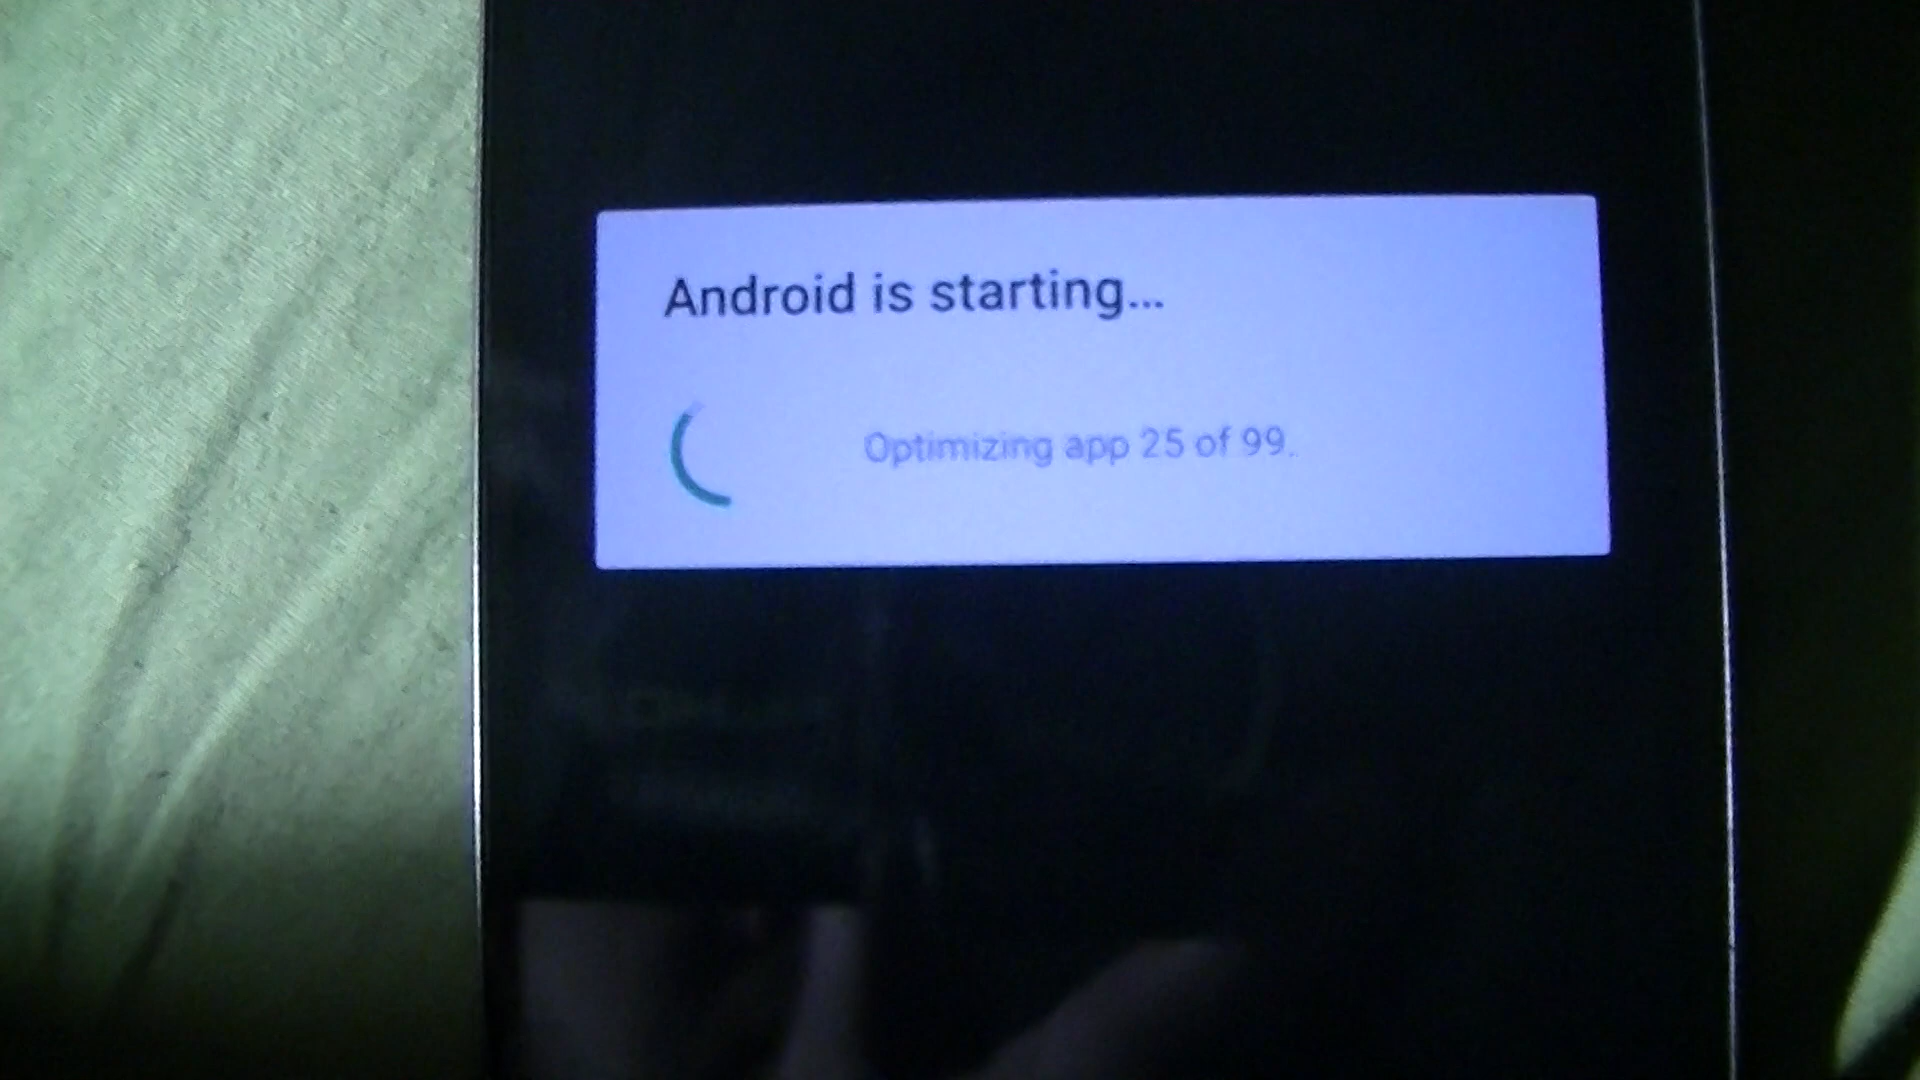 Android is starting...
Optimizing app 25 of 99.